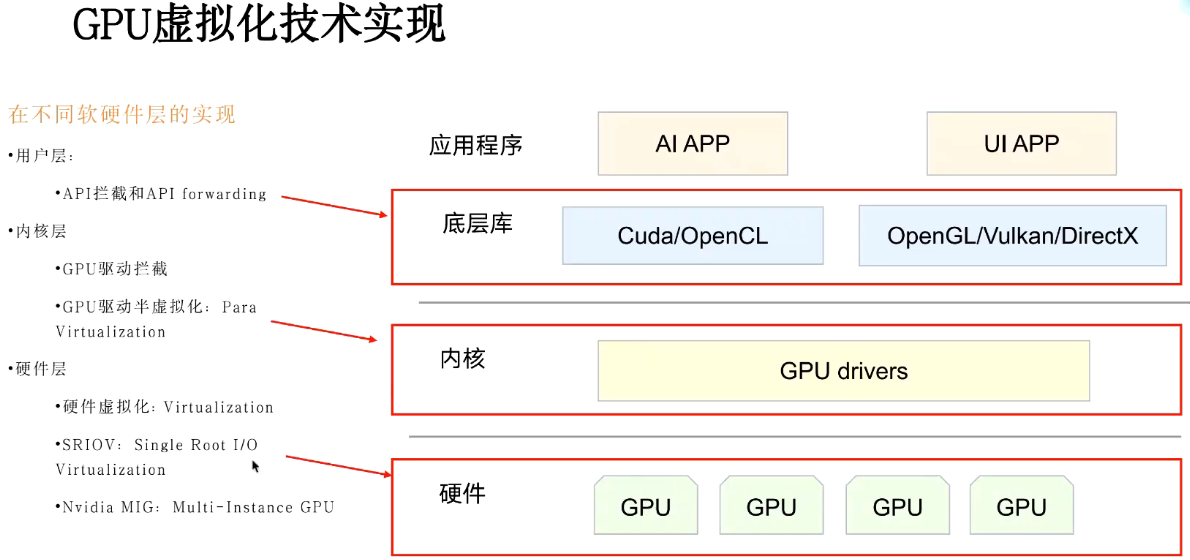 GPU虚拟化技术实现
在不同软硬件层的实现
•用户层:
•API拦截和API forwarding
•内核层
•GPU驱动拦截
•GPU驱动半虚拟化: Para
Virtualization
•硬件层
•硬件虚拟化: Virtualization
•SRIOV: Single Root I/O
Virtualization
•Nvidia MIG: Multi-Instance GPU
应用程序
AI APP
UI APP
底层库
Cuda/OpenCL
OpenGL/Vulkan/DirectX
内核
GPU drivers
硬件
GPU
GPU
GPU
GPU